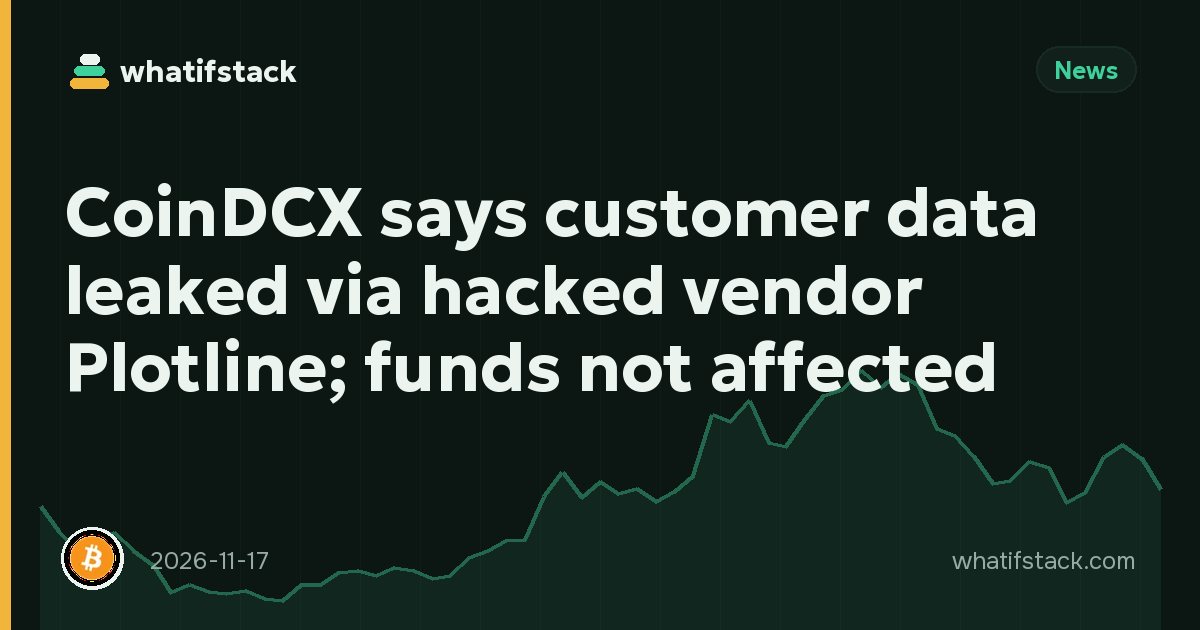 whatifstack
News
CoinDCX says customer data
leaked via hacked vendor
Plotline; funds not affected
2026-11-17
whatifstack.com